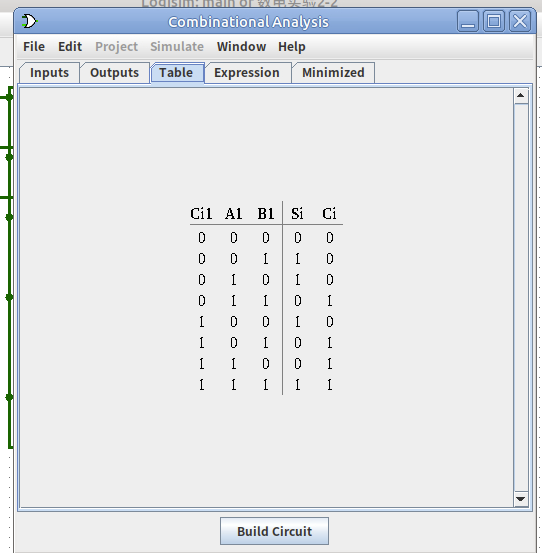 Logisim: main of 数电实验2-2
Combinational Analysis
File Edit Project Simulate Window Help
Inputs Outputs Table Expression Minimized
Ci1 A1 B1 Si Ci
0 0 0 0 0
0 0 1 1 0
0 1 0 1 0
0 1 1 0 1
1 0 0 1 0
1 0 1 0 1
1 1 0 0 1
1 1 1 1 1
Build Circuit